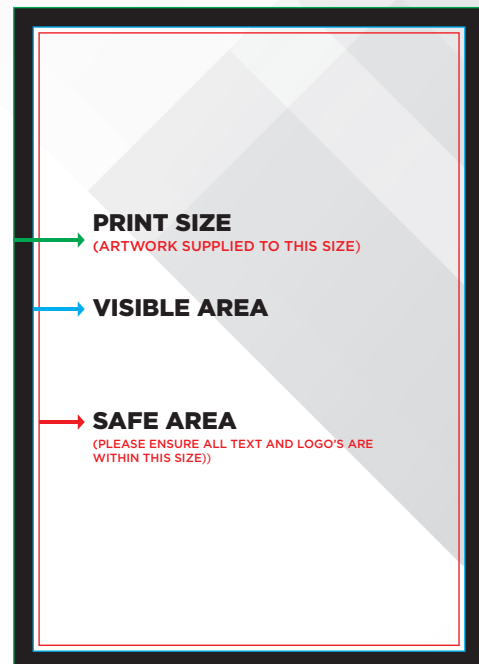 PRINT SIZE
(ARTWORK SUPPLIED TO THIS SIZE)
VISIBLE AREA
SAFE AREA
(PLEASE ENSURE ALL TEXT AND LOGO'S ARE
WITHIN THIS SIZE))